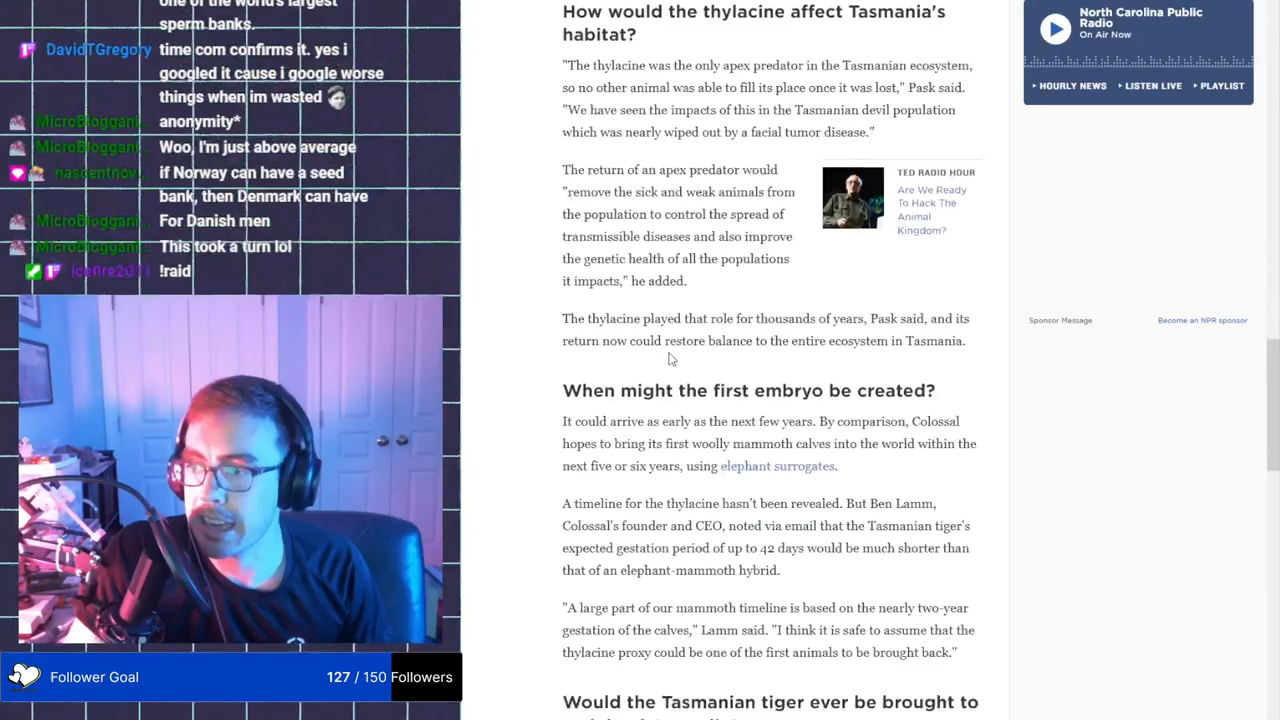 one of the world's largest
sperm banks.
DavidTGregory time com confirms it. yes i
googled it cause i google worse
things when im wasted
MicroBloggani... anonymity*
MicroBloggani... Woo, I'm just above average
nascentnov... if Norway can have a seed
bank, then Denmark can have
MicroBloggani... For Danish men
MicroBloggani... This took a turn lol
icefire2071 !raid
Follower Goal 127 / 150 Followers
How would the thylacine affect Tasmania's
habitat?
"The thylacine was the only apex predator in the Tasmanian ecosystem,
so no other animal was able to fill its place once it was lost," Pask said.
"We have seen the impacts of this in the Tasmanian devil population
which was nearly wiped out by a facial tumor disease."
The return of an apex predator would
"remove the sick and weak animals from
the population to control the spread of
transmissible diseases and also improve
the genetic health of all the populations
it impacts," he added.
TED RADIO HOUR
Are We Ready
To Hack The
Animal
Kingdom?
The thylacine played that role for thousands of years, Pask said, and its
return now could restore balance to the entire ecosystem in Tasmania.
When might the first embryo be created?
It could arrive as early as the next few years. By comparison, Colossal
hopes to bring its first woolly mammoth calves into the world within the
next five or six years, using elephant surrogates.
A timeline for the thylacine hasn't been revealed. But Ben Lamm,
Colossal's founder and CEO, noted via email that the Tasmanian tiger's
expected gestation period of up to 42 days would be much shorter than
that of an elephant-mammoth hybrid.
"A large part of our mammoth timeline is based on the nearly two-year
gestation of the calves," Lamm said. "I think it is safe to assume that the
thylacine proxy could be one of the first animals to be brought back."
Would the Tasmanian tiger ever be brought to
North Carolina Public
Radio
On Air Now
HOURLY NEWS LISTEN LIVE PLAYLIST
Sponsor Message Become an NPR sponsor